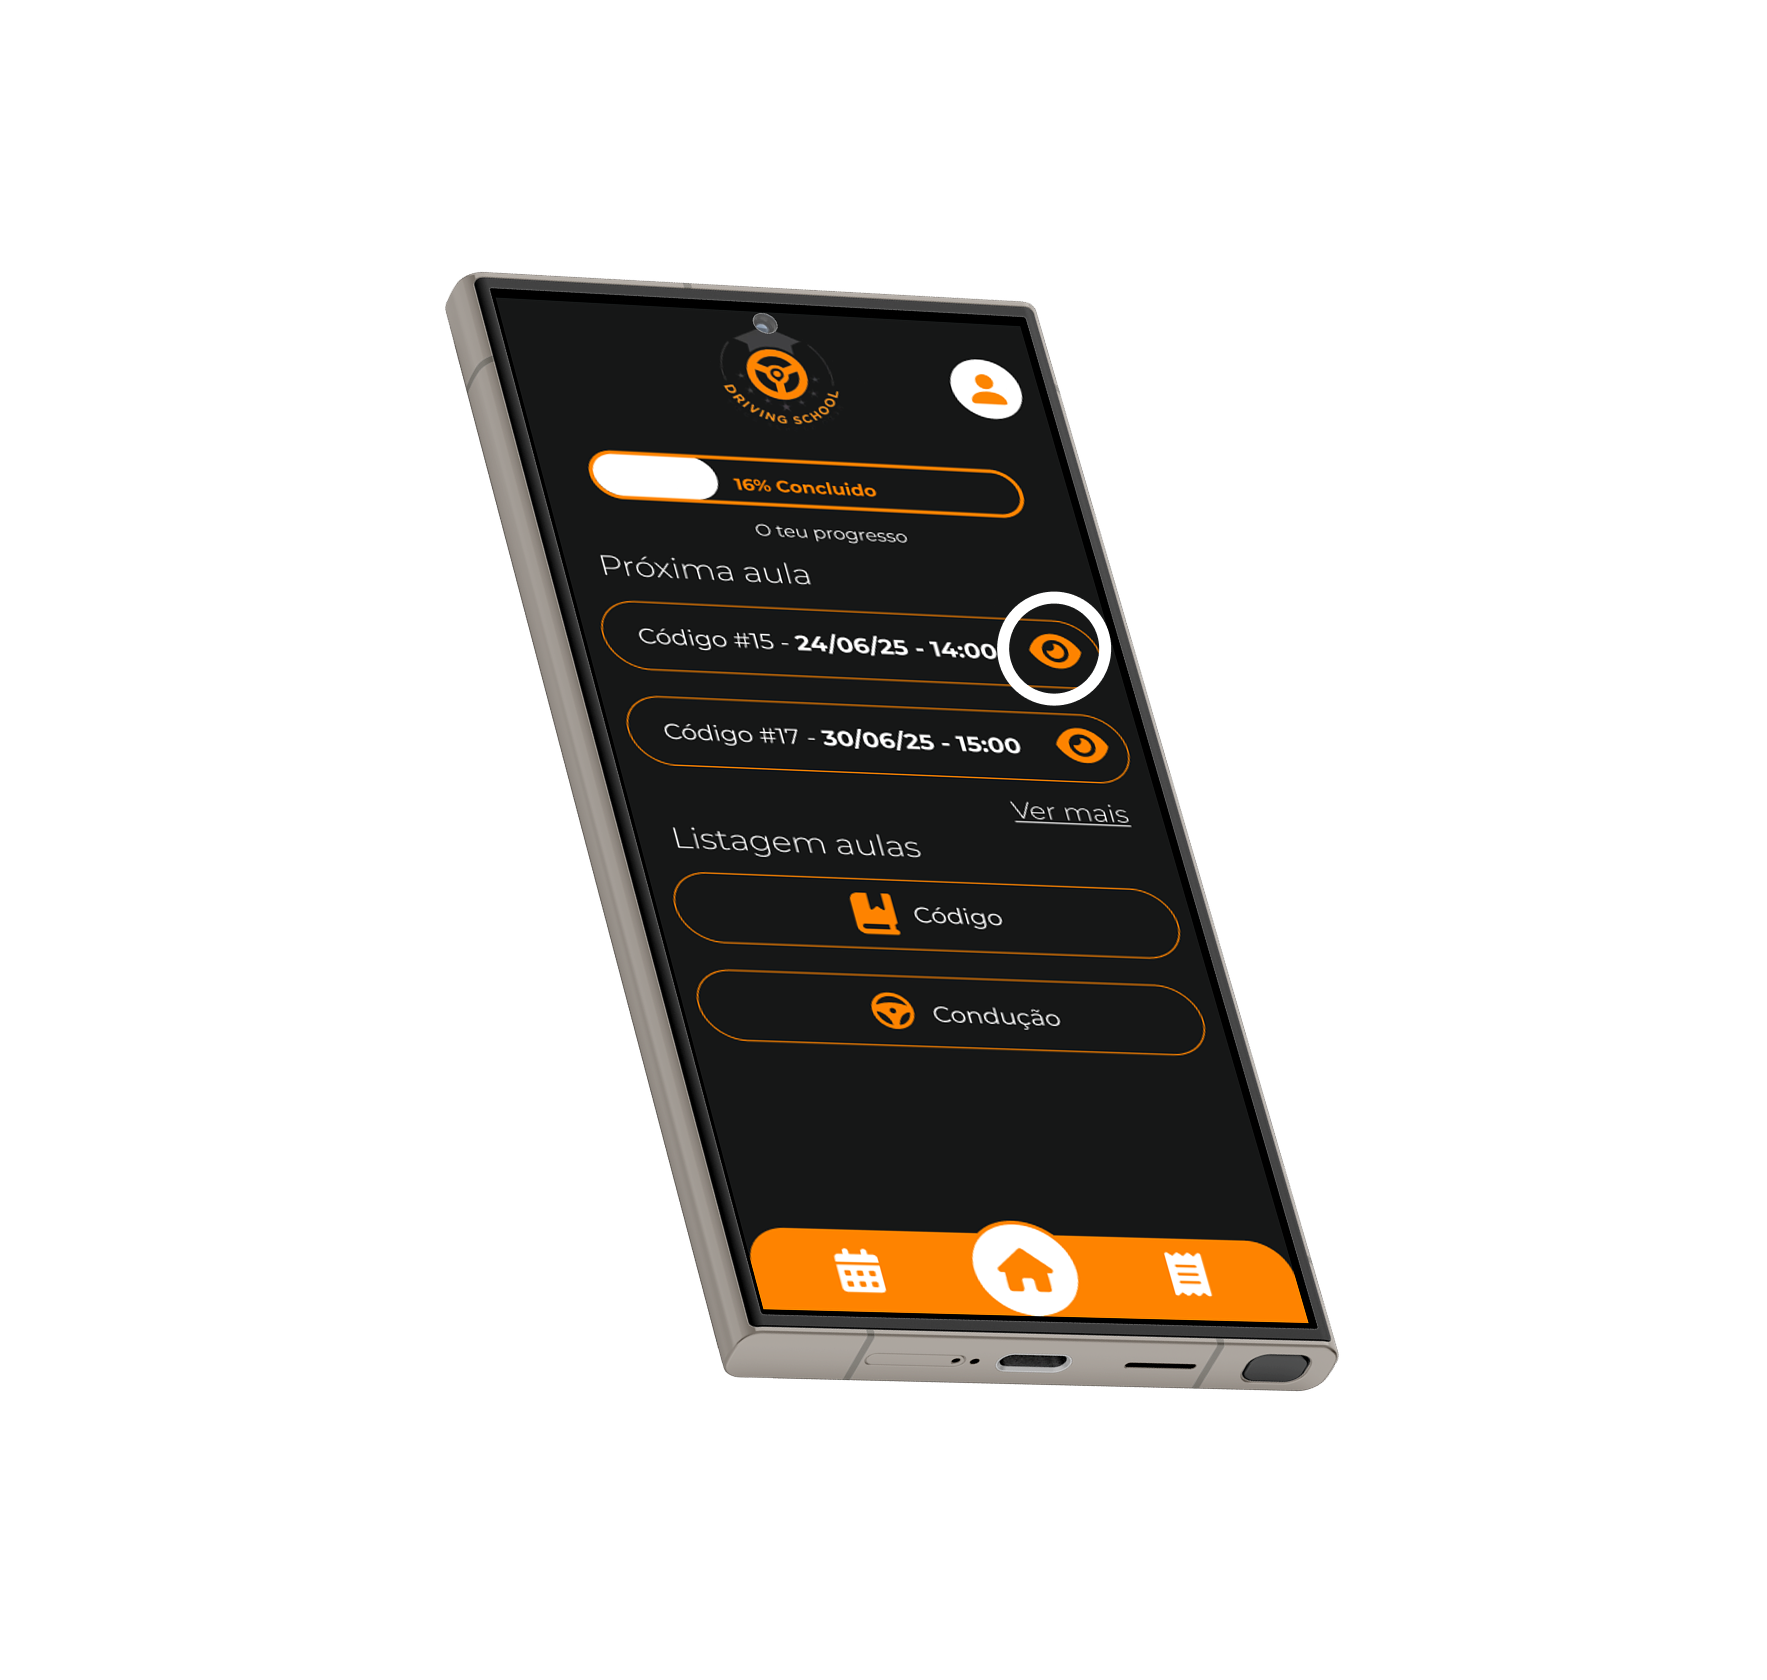 DRIVING SCHOOL
16% Concluido
O teu progresso
Próxima aula
Código #15 - 24/06/25 - 14:00
Código #17 - 30/06/25 - 15:00
Ver mais
Listagem aulas
Código
Condução